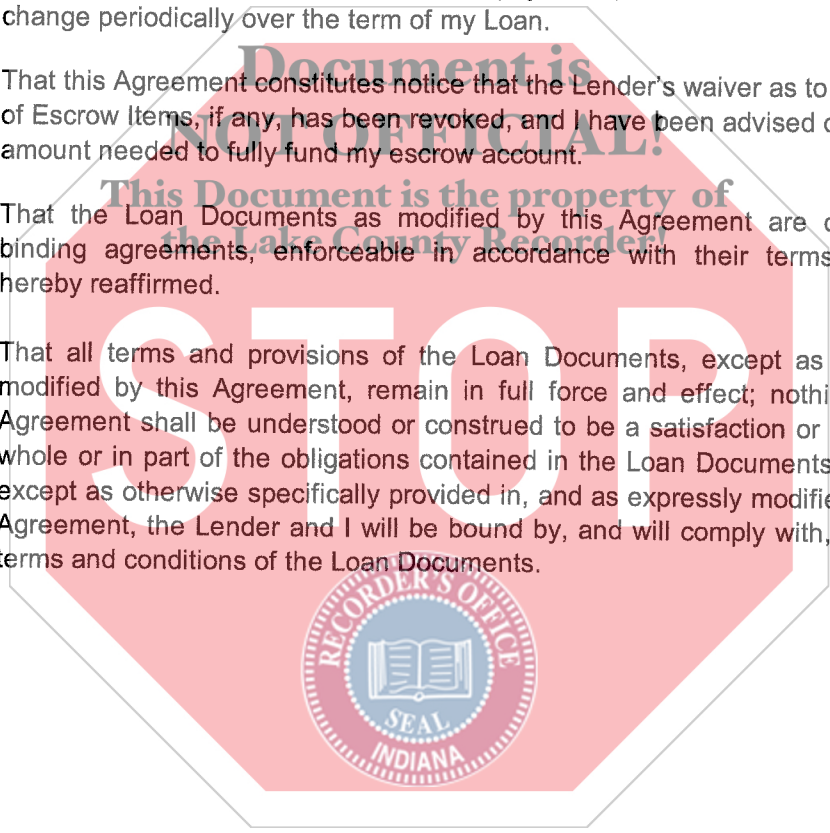 change periodically over the term of my Loan.
Document is
That this Agreement constitutes notice that the Lender's waiver as to
of Escrow Items, if any, has been revoked, and I have been advised
NOT OFFICIAL!
amount needed to fully fund my escrow account.
This Document is the property of
That the Loan Documents as modified by this Agreement are
the Lake County Recorder!
binding agreements, enforceable in accordance with their terms
hereby reaffirmed.
STOP
That all terms and provisions of the Loan Documents, except as
modified by this Agreement, remain in full force and effect;
Agreement shall be understood or construed to be a satisfaction or
whole or in part of the obligations contained in the Loan Documents
except as otherwise specifically provided in, and as expressly
Agreement, the Lender and I will be bound by, and will comply with,
terms and conditions of the Loan Documents.
RECORDER'S OFFICE
SEAL
INDIANA